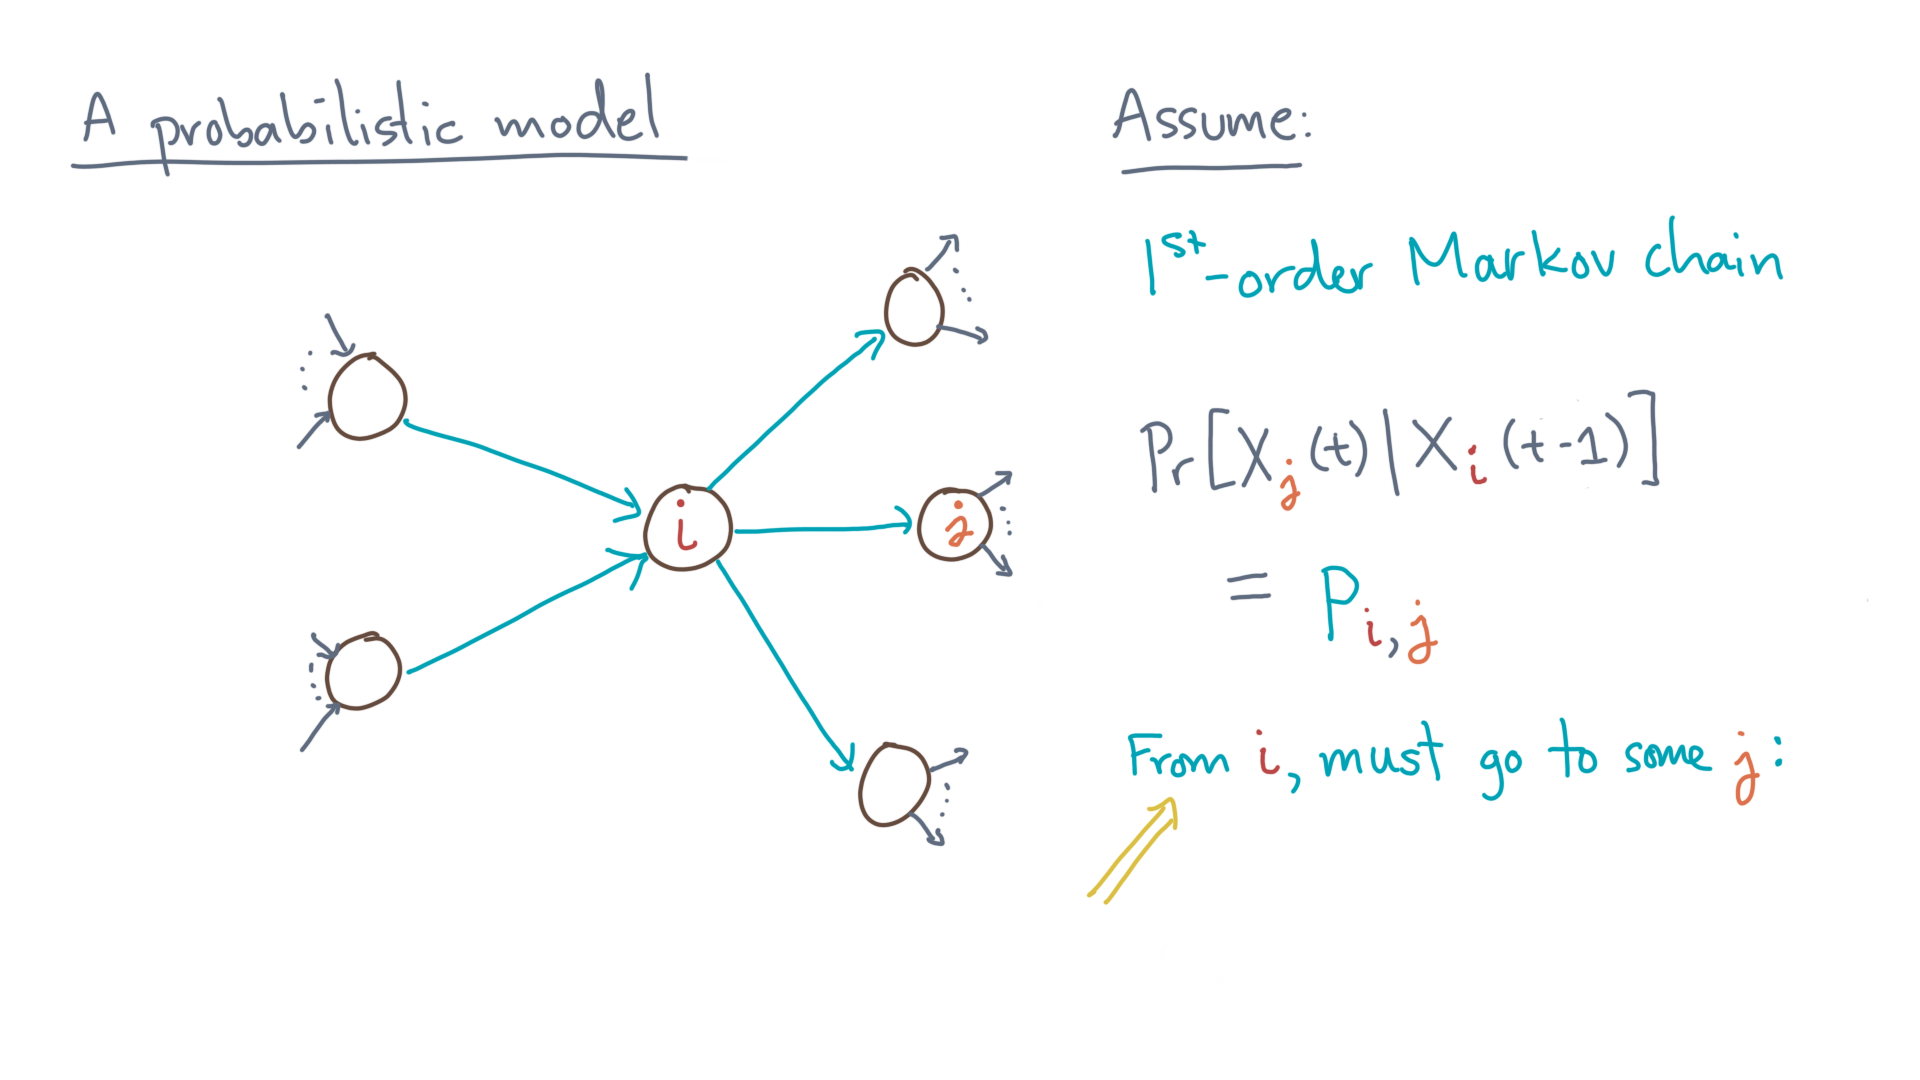 A probabilistic model
Assume:
1st-order Markov chain
i
j
Pr[Xj(t)|Xi(t-1)]
= Pi,j
From i, must go to some j: